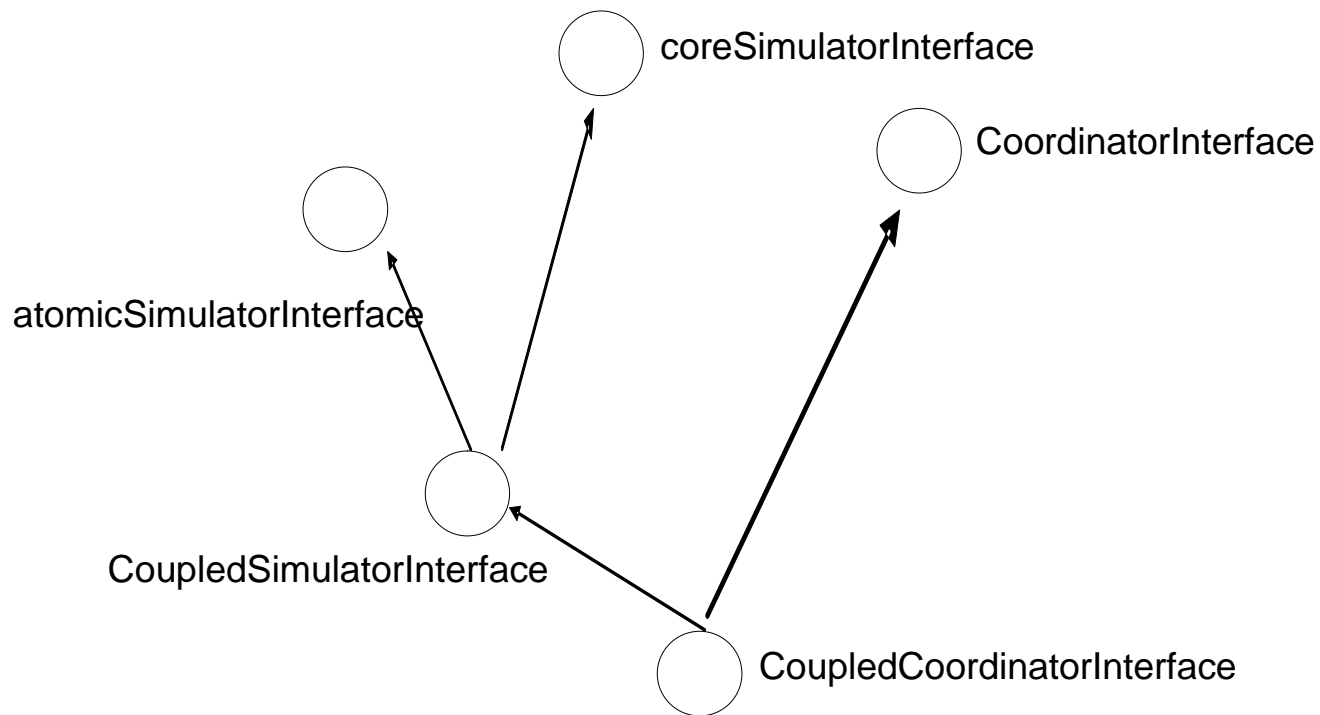 coreSimulatorInterface
CoordinatorInterface
atomicSimulatorInterface
CoupledSimulatorInterface
CoupledCoordinatorInterface